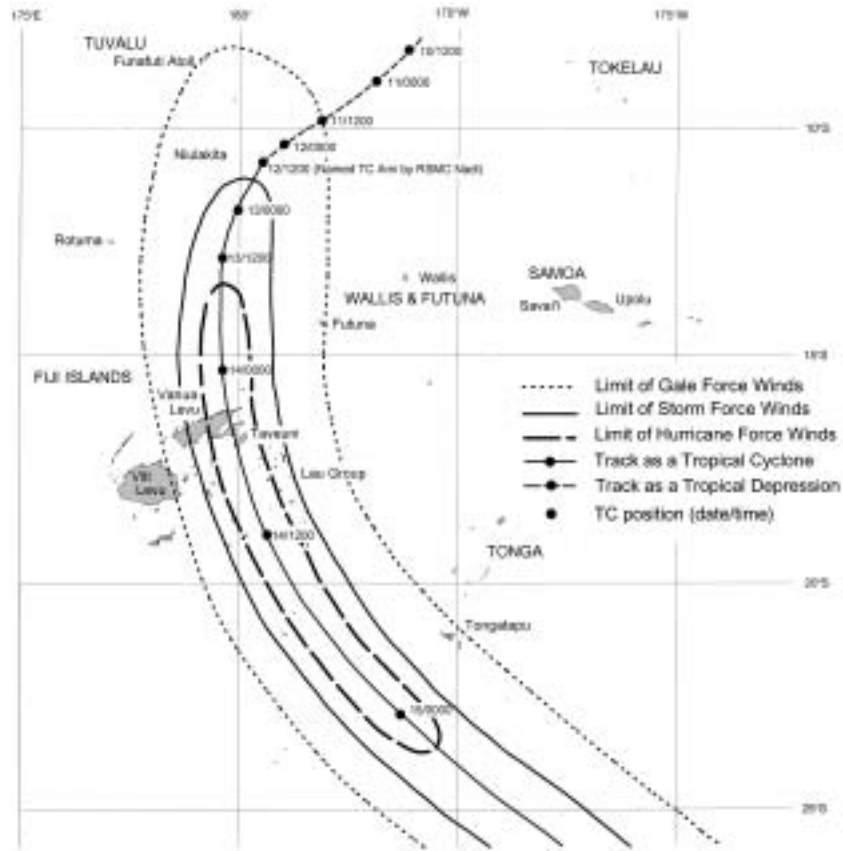 175°E
180°
170°W
175°W
TUVALU
Funafuti Atoll
10/1200
TOKELAU
11/0000
11/1200
10°S
12/0000
Niulakita
12/1200 (Named TC Ami by RSMC Nadi)
13/0000
Rotuma
13/1200
Wallis
SAMOA
WALLIS & FUTUNA
Savai'i
Upolu
Futuna
15°S
FIJI ISLANDS
14/0000
Vanua
Levu
Taveuni
Lau Group
Viti
Levu
Limit of Gale Force Winds
Limit of Storm Force Winds
Limit of Hurricane Force Winds
Track as a Tropical Cyclone
Track as a Tropical Depression
TC position (date/time)
14/1200
TONGA
20°S
Tongatapu
15/0000
25°S